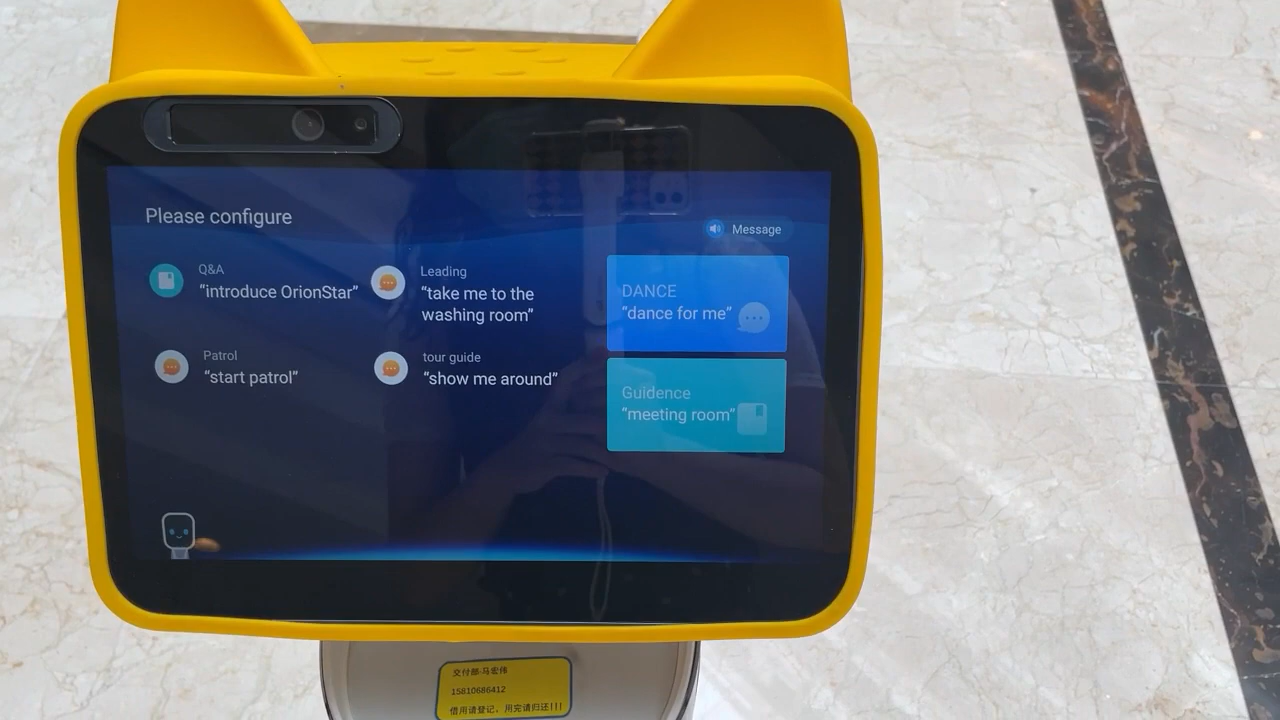 Please configure
Message
Q&A
“introduce OrionStar”
Leading
“take me to the
washing room”
Patrol
“start patrol”
tour guide
“show me around”
DANCE
“dance for me”
Guidence
“meeting room”
交付部-马宏伟
15810686412
借用请登记、用完请归还!!!